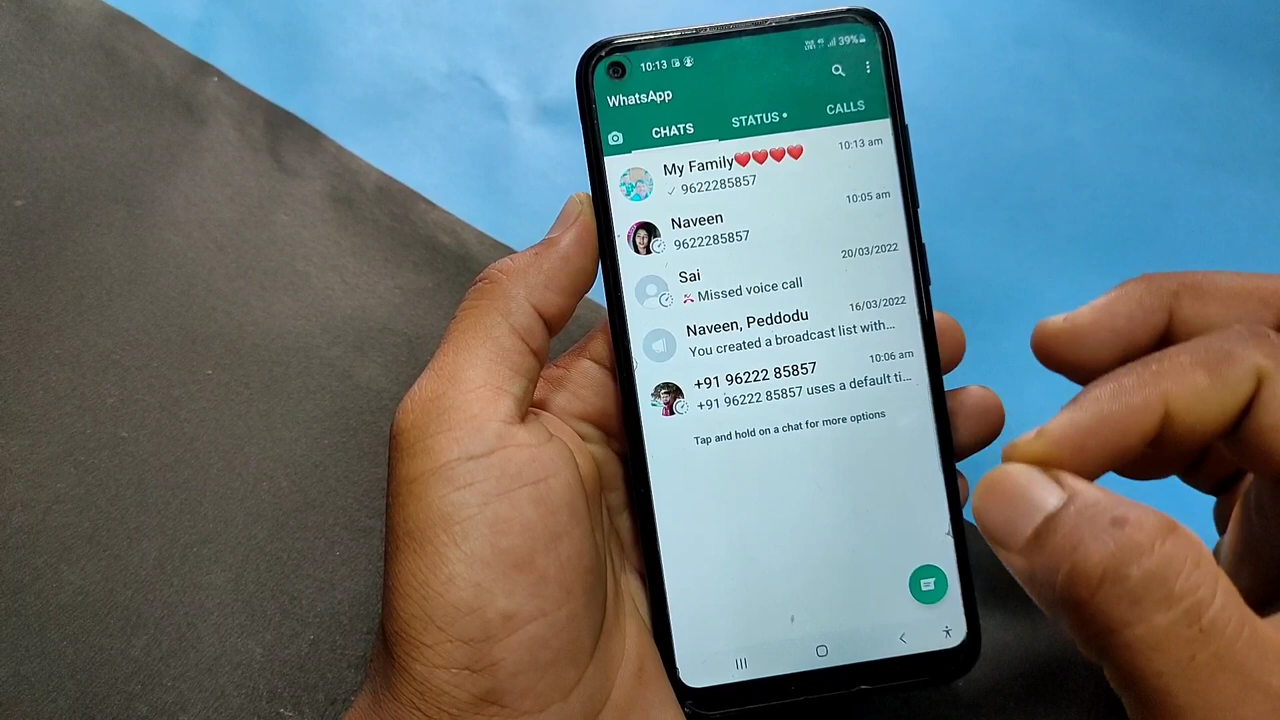 10:13 39%
WhatsApp
CHATS STATUS CALLS
My Family❤️❤️❤️❤️ 10:13 am
9622285857
Naveen 10:05 am
9622285857
Sai 20/03/2022
Missed voice call
Naveen, Peddodu 16/03/2022
You created a broadcast list with...
+91 96222 85857 10:06 am
+91 96222 85857 uses a default ti...
Tap and hold on a chat for more options